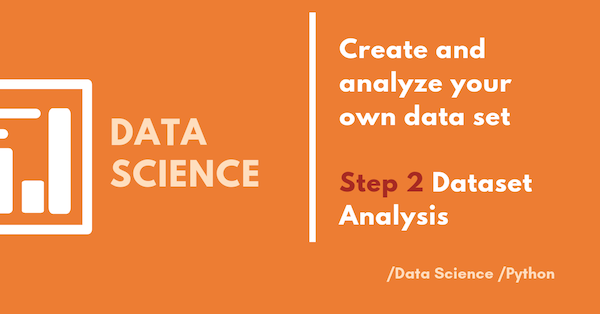 DATA
SCIENCE
Create and
analyze your
own data set
Step 2 Dataset
Analysis
/Data Science /Python